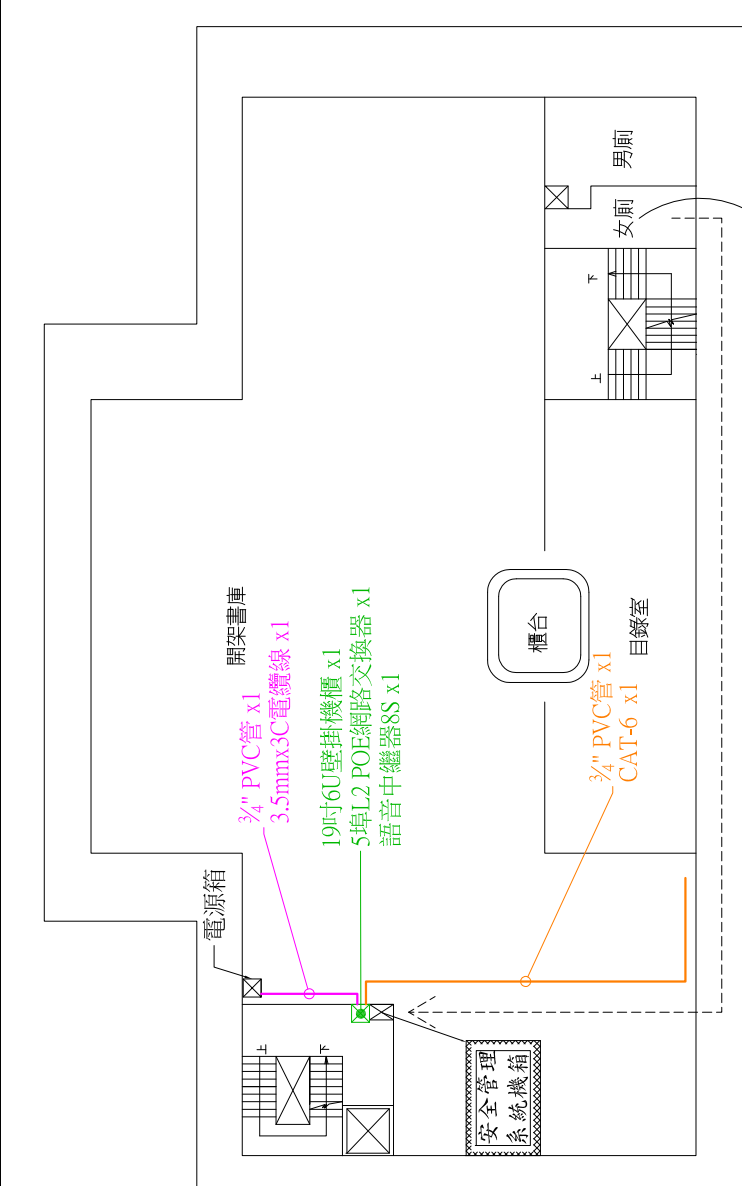 男廁
女廁
下
上
開架書庫
¾" PVC管 x1
3.5mmx3C電纜線 x1
19吋6U壁掛機櫃 x1
5埠L2 POE網路交換器 x1
語音中繼器8S x1
櫃台
目錄室
¾" PVC管 x1
CAT-6 x1
電源箱
上
下
安全管理
系統機箱